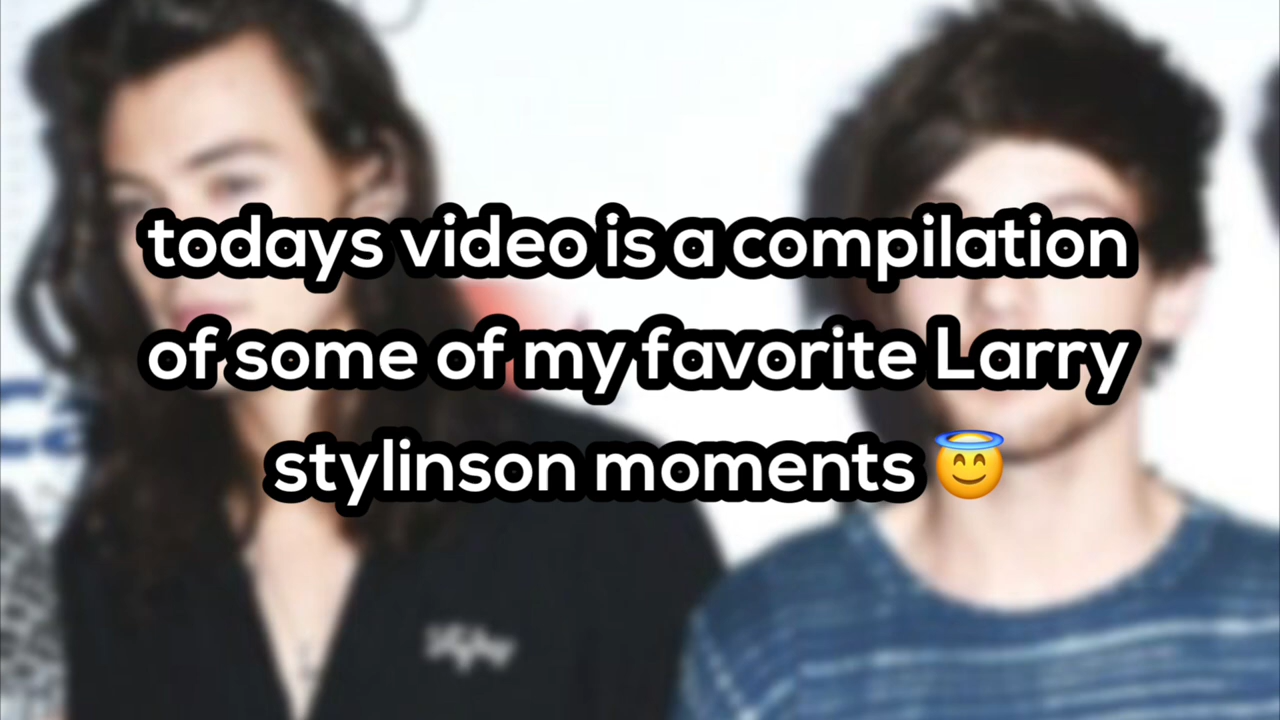 todays video is a compilation
of some of my favorite Larry
stylinson moments 😇